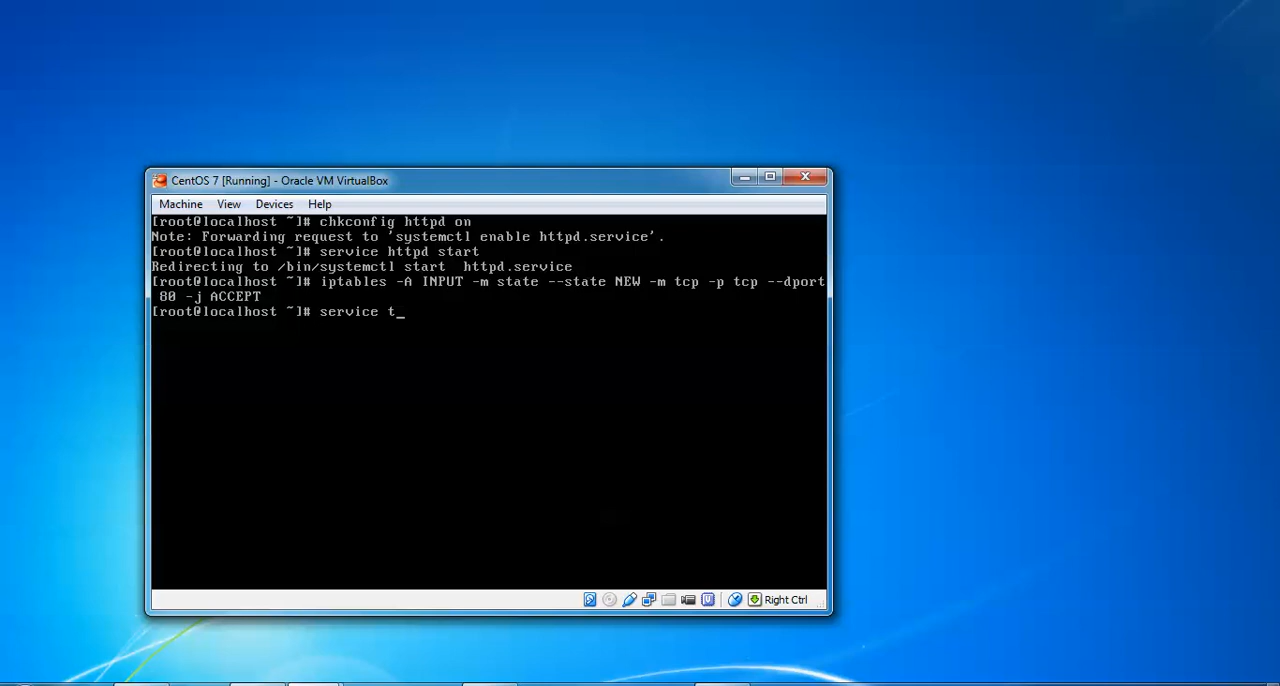 CentOS 7 [Running] - Oracle VM VirtualBox
Machine View Devices Help
[root@localhost ~]# chkconfig httpd on
Note: Forwarding request to 'systemctl enable httpd.service'.
[root@localhost ~]# service httpd start
Redirecting to /bin/systemctl start  httpd.service
[root@localhost ~]# iptables -A INPUT -m state --state NEW -m tcp -p tcp --dport
 80 -j ACCEPT
[root@localhost ~]# service t_
Right Ctrl